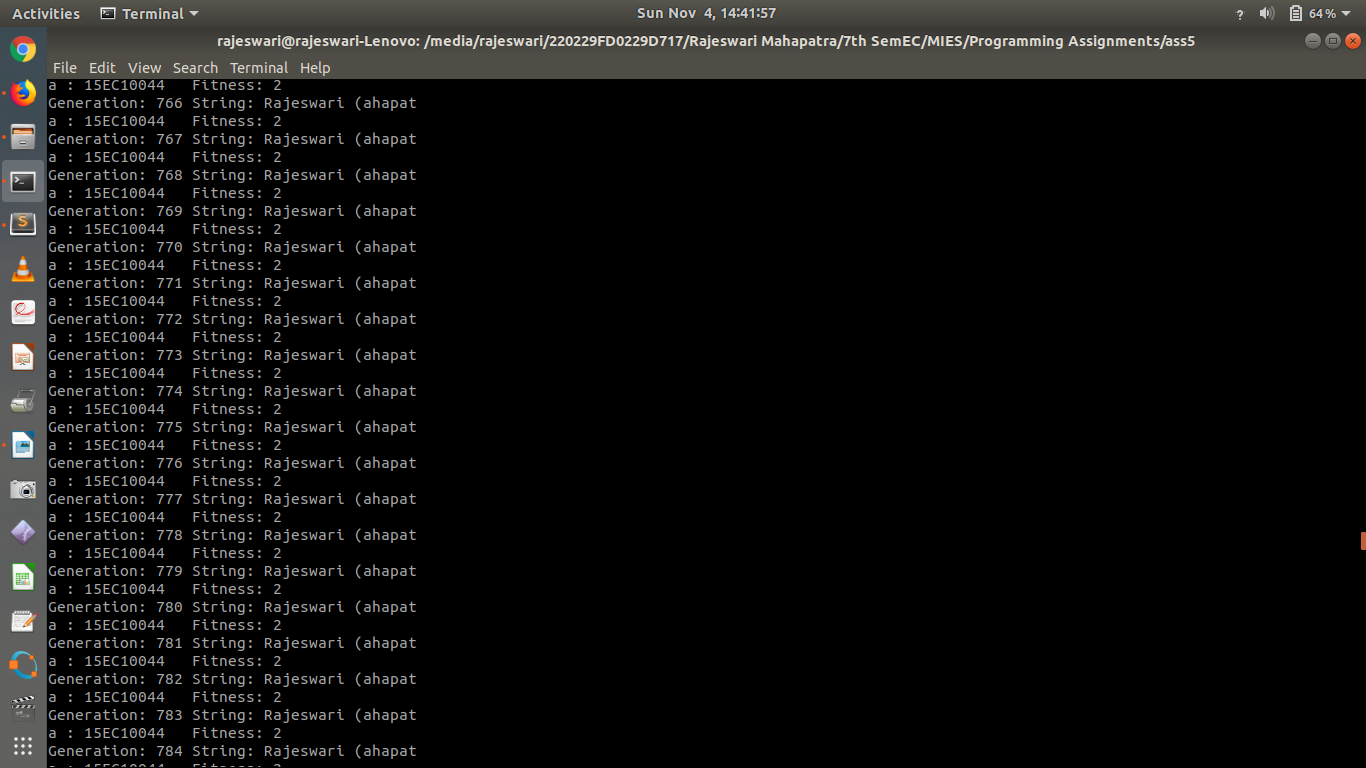 Activities Terminal Sun Nov 4, 14:41:57 ? 64%
rajeswari@rajeswari-Lenovo: /media/rajeswari/220229FD0229D717/Rajeswari Mahapatra/7th SemEC/MIES/Programming Assignments/ass5
File Edit View Search Terminal Help
a : 15EC10044 Fitness: 2
Generation: 766 String: Rajeswari (ahapat
a : 15EC10044 Fitness: 2
Generation: 767 String: Rajeswari (ahapat
a : 15EC10044 Fitness: 2
Generation: 768 String: Rajeswari (ahapat
a : 15EC10044 Fitness: 2
Generation: 769 String: Rajeswari (ahapat
a : 15EC10044 Fitness: 2
Generation: 770 String: Rajeswari (ahapat
a : 15EC10044 Fitness: 2
Generation: 771 String: Rajeswari (ahapat
a : 15EC10044 Fitness: 2
Generation: 772 String: Rajeswari (ahapat
a : 15EC10044 Fitness: 2
Generation: 773 String: Rajeswari (ahapat
a : 15EC10044 Fitness: 2
Generation: 774 String: Rajeswari (ahapat
a : 15EC10044 Fitness: 2
Generation: 775 String: Rajeswari (ahapat
a : 15EC10044 Fitness: 2
Generation: 776 String: Rajeswari (ahapat
a : 15EC10044 Fitness: 2
Generation: 777 String: Rajeswari (ahapat
a : 15EC10044 Fitness: 2
Generation: 778 String: Rajeswari (ahapat
a : 15EC10044 Fitness: 2
Generation: 779 String: Rajeswari (ahapat
a : 15EC10044 Fitness: 2
Generation: 780 String: Rajeswari (ahapat
a : 15EC10044 Fitness: 2
Generation: 781 String: Rajeswari (ahapat
a : 15EC10044 Fitness: 2
Generation: 782 String: Rajeswari (ahapat
a : 15EC10044 Fitness: 2
Generation: 783 String: Rajeswari (ahapat
a : 15EC10044 Fitness: 2
Generation: 784 String: Rajeswari (ahapat